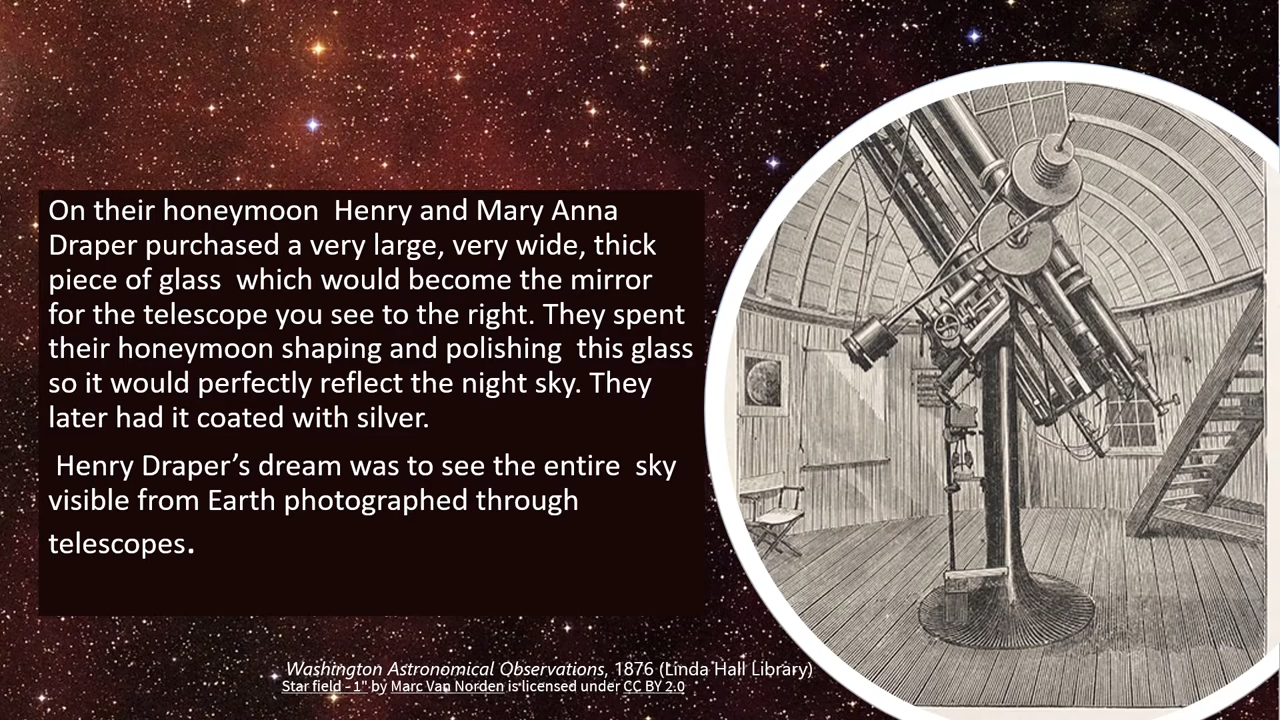 On their honeymoon  Henry and Mary Anna
Draper purchased a very large, very wide, thick
piece of glass  which would become the mirror
for the telescope you see to the right. They spent
their honeymoon shaping and polishing  this glass
so it would perfectly reflect the night sky. They
later had it coated with silver.
Henry Draper’s dream was to see the entire  sky
visible from Earth photographed through
telescopes.
Washington Astronomical Observations, 1876 (Linda Hall Library)
Star field - 1" by Marc Van Norden is licensed under CC BY 2.0